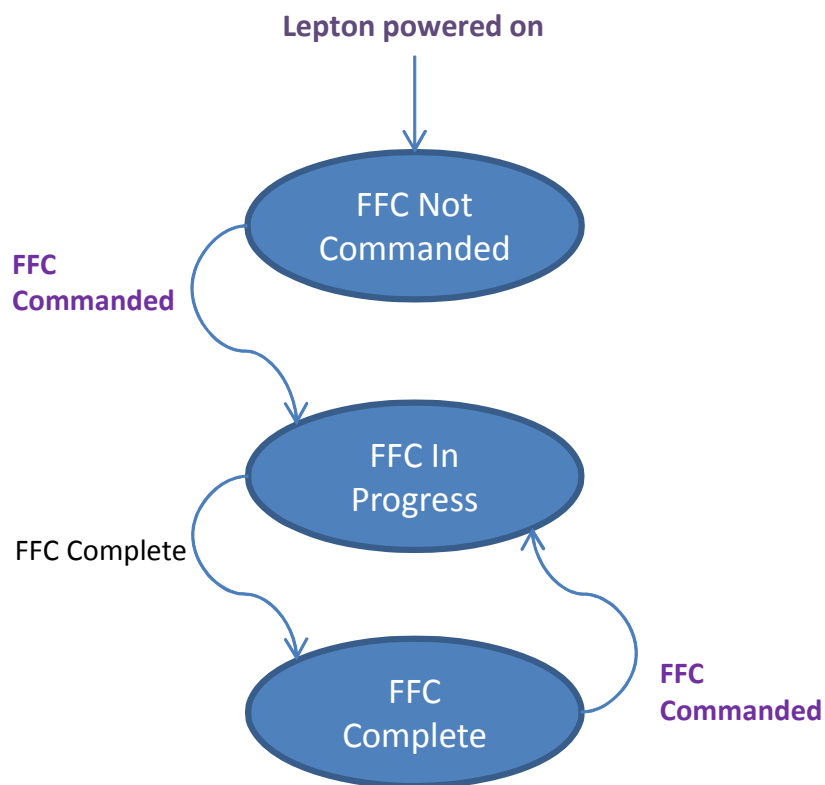 Lepton powered on
FFC Not
Commanded
FFC
Commanded
FFC In
Progress
FFC Complete
FFC
Complete
FFC
Commanded